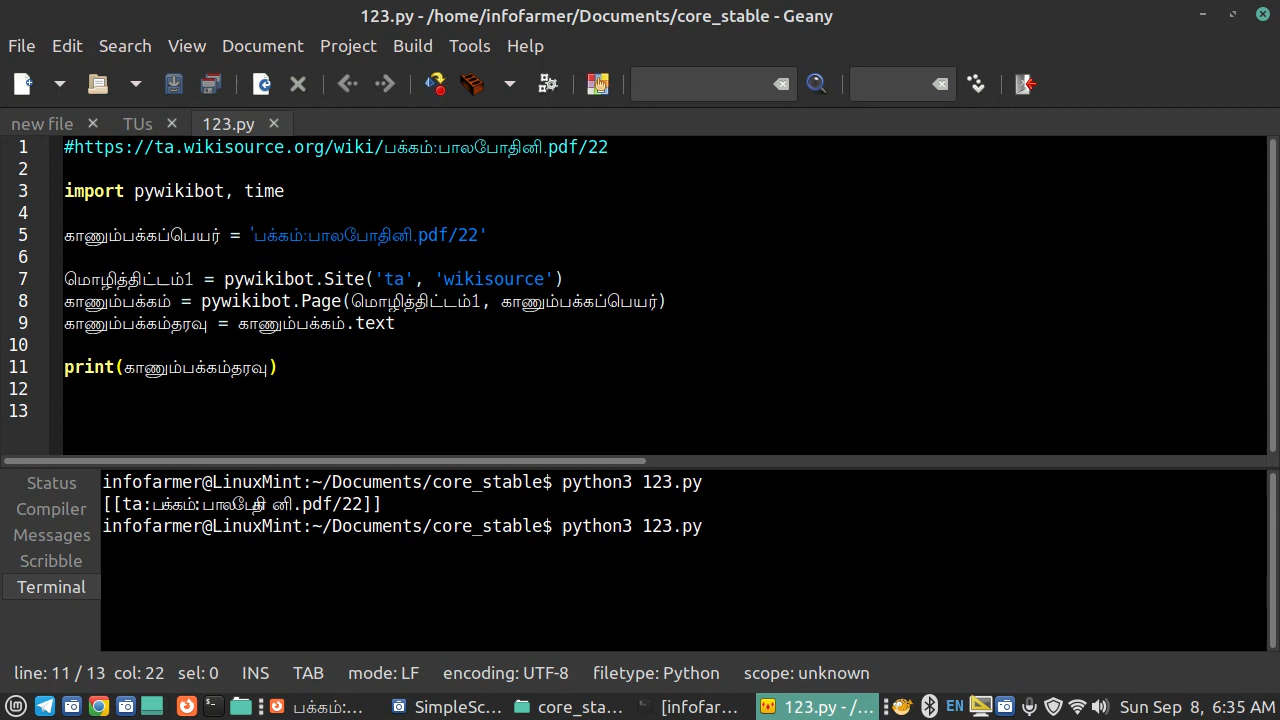 123.py - /home/infofarmer/Documents/core_stable - Geany
File Edit Search View Document Project Build Tools Help
new file TUs 123.py
1 #https://ta.wikisource.org/wiki/பக்கம்:பாலபோதினி.pdf/22
2
3 import pywikibot, time
4
5 காணும்பக்கப்பெயர் = 'பக்கம்:பாலபோதினி.pdf/22'
6
7 மொழித்திட்டம்1 = pywikibot.Site('ta', 'wikisource')
8 காணும்பக்கம் = pywikibot.Page(மொழித்திட்டம்1, காணும்பக்கப்பெயர்)
9 காணும்பக்கம்தரவு = காணும்பக்கம்.text
10
11 print(காணும்பக்கம்தரவு)
12
13
Status
Compiler
Messages
Scribble
Terminal
infofarmer@LinuxMint:~/Documents/core_stable$ python3 123.py
[[ta:பக்கம்:பாலபோதினி.pdf/22]]
infofarmer@LinuxMint:~/Documents/core_stable$ python3 123.py
line: 11 / 13 col: 22 sel: 0 INS TAB mode: LF encoding: UTF-8 filetype: Python scope: unknown
பக்கம்:... SimpleSc... core_sta... [infofarm... 123.py - /... EN Sun Sep 8, 6:35 AM